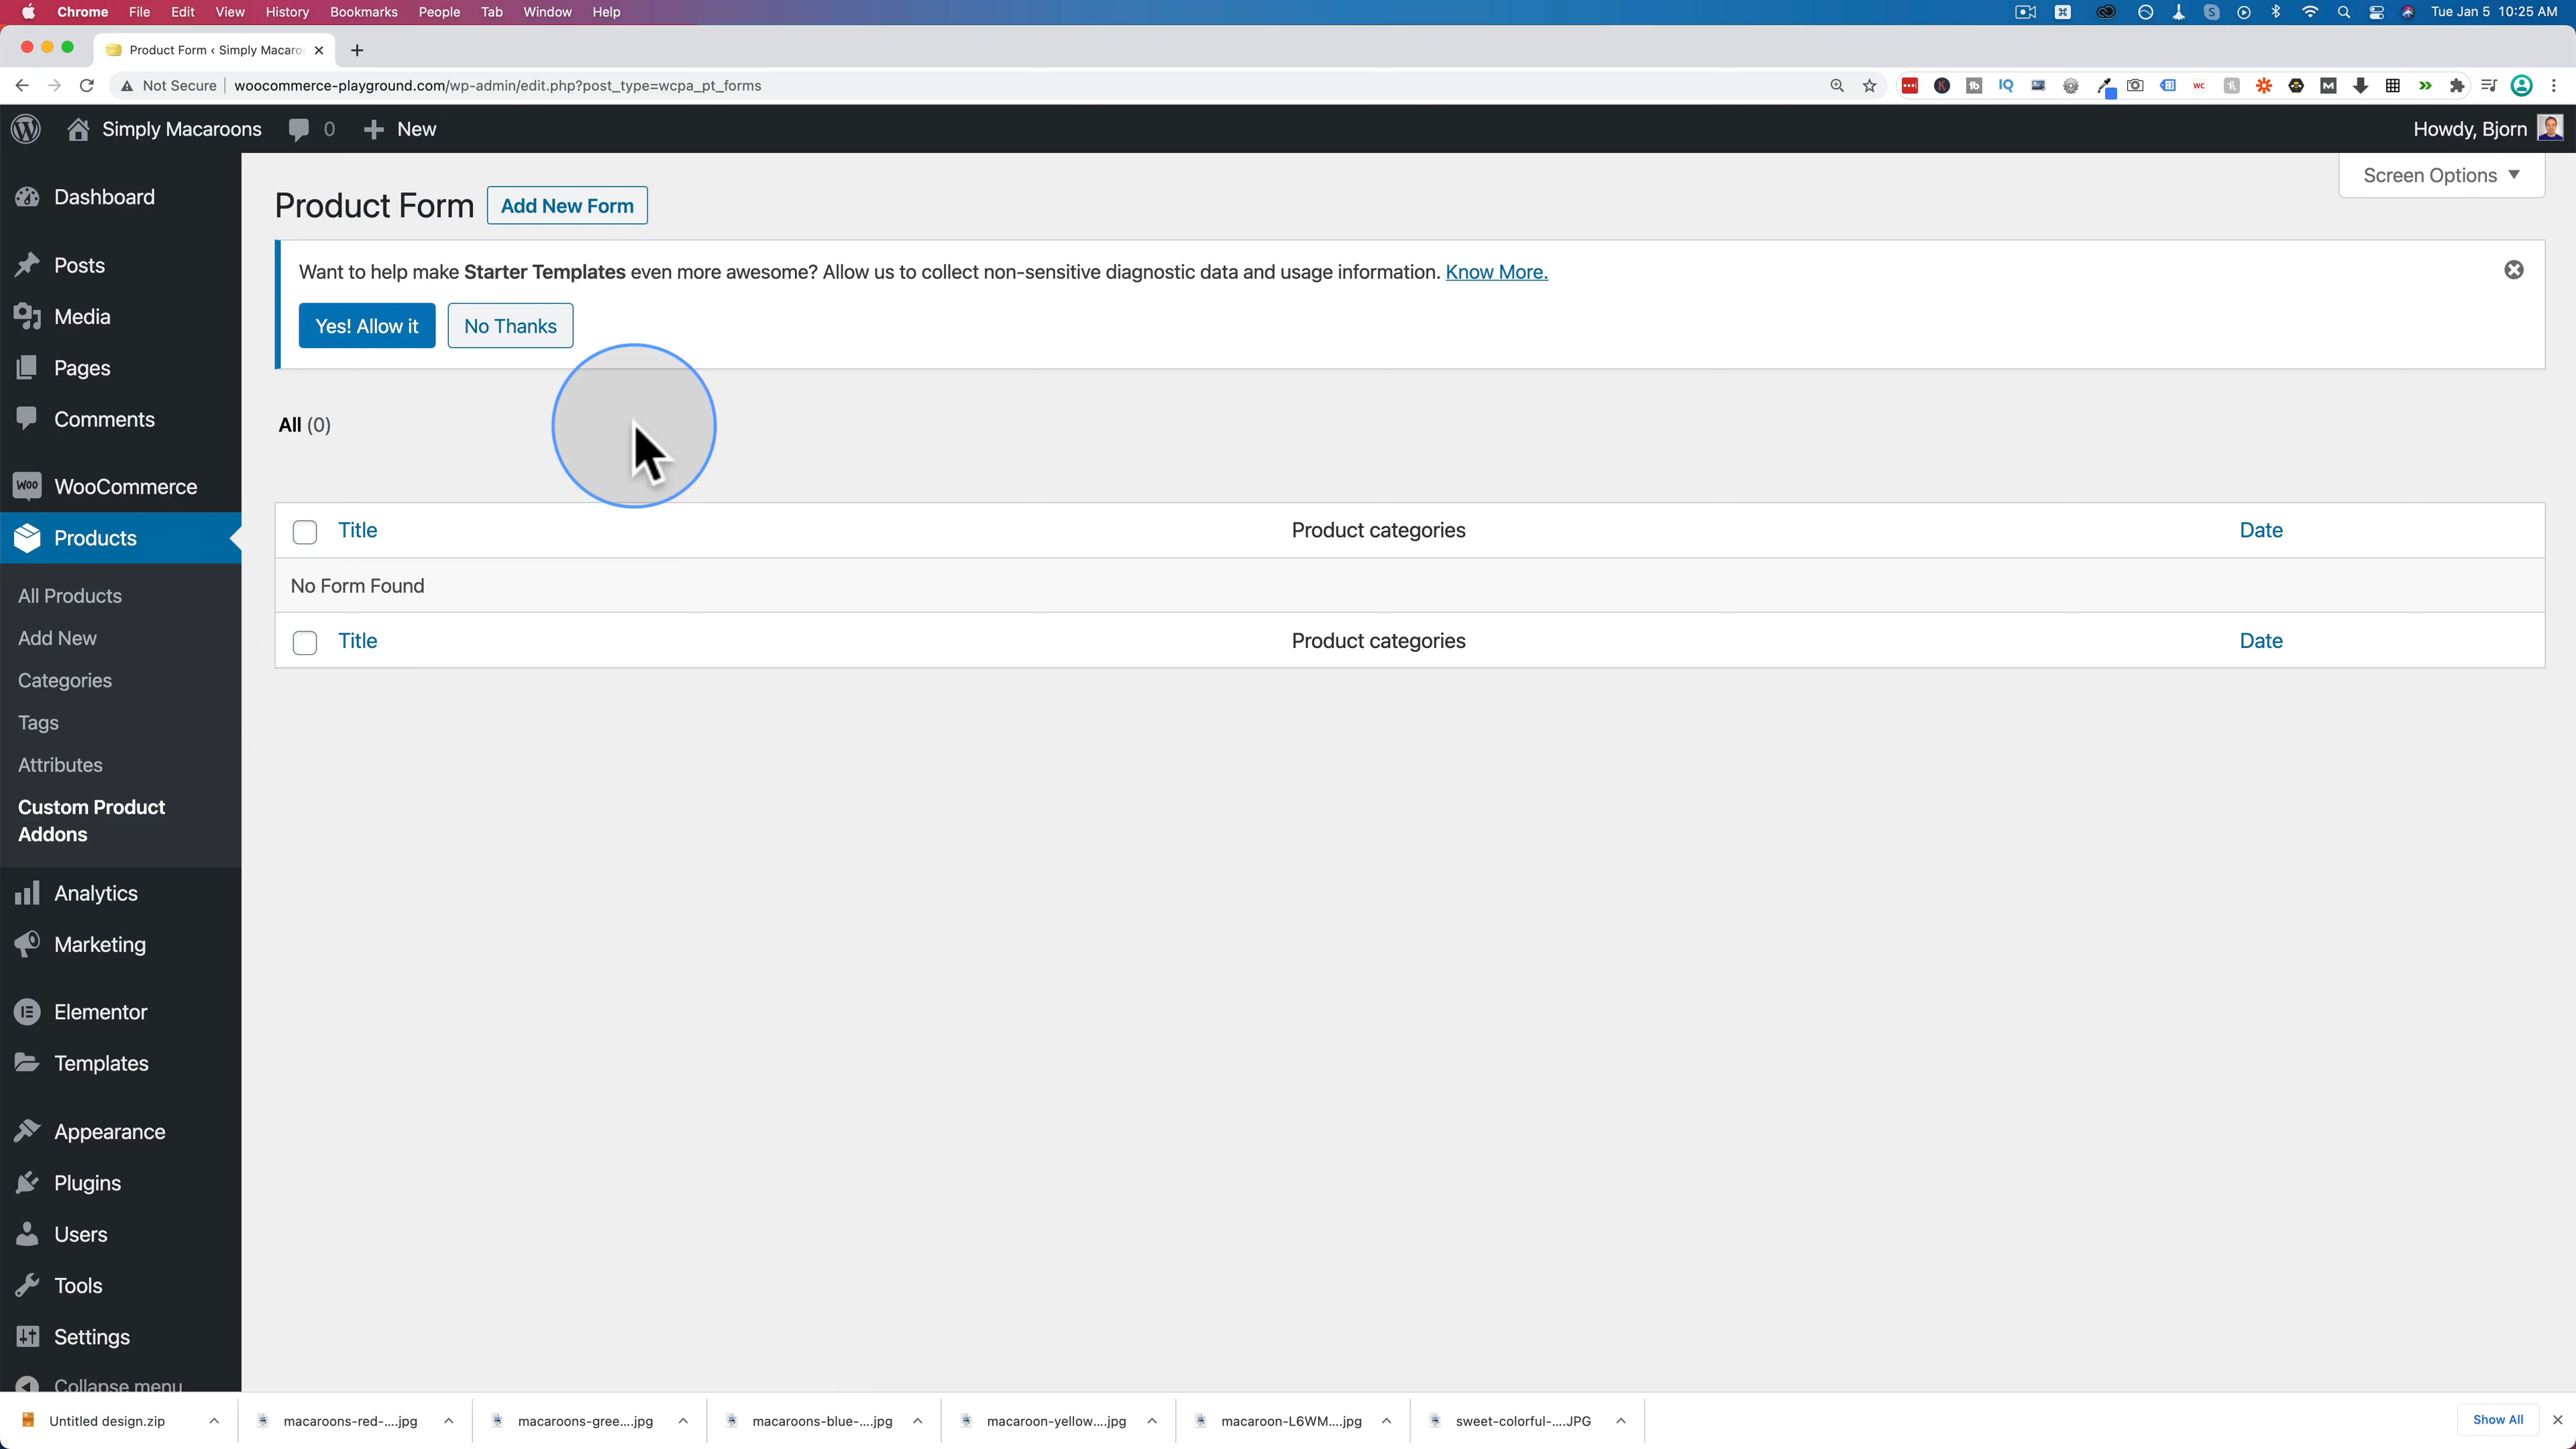 Chrome File Edit View History Bookmarks People Tab Window Help
Tue Jan 5 10:25 AM
Product Form ‹ Simply Macaro
Not Secure woocommerce-playground.com/wp-admin/edit.php?post_type=wcpa_pt_forms
Simply Macaroons 0 New
Howdy, Bjorn
Screen Options
Dashboard
Posts
Media
Pages
Comments
WooCommerce
Products
All Products
Add New
Categories
Tags
Attributes
Custom Product
Addons
Analytics
Marketing
Elementor
Templates
Appearance
Plugins
Users
Tools
Settings
Collapse menu
Product Form Add New Form
Want to help make Starter Templates even more awesome? Allow us to collect non-sensitive diagnostic data and usage information. Know More.
Yes! Allow it No Thanks
All (0)
Title Product categories Date
No Form Found
Title Product categories Date
Untitled design.zip macaroons-red-....jpg macaroons-gree....jpg macaroons-blue-....jpg macaroon-yellow....jpg macaroon-L6WM....jpg sweet-colorful-....JPG Show All